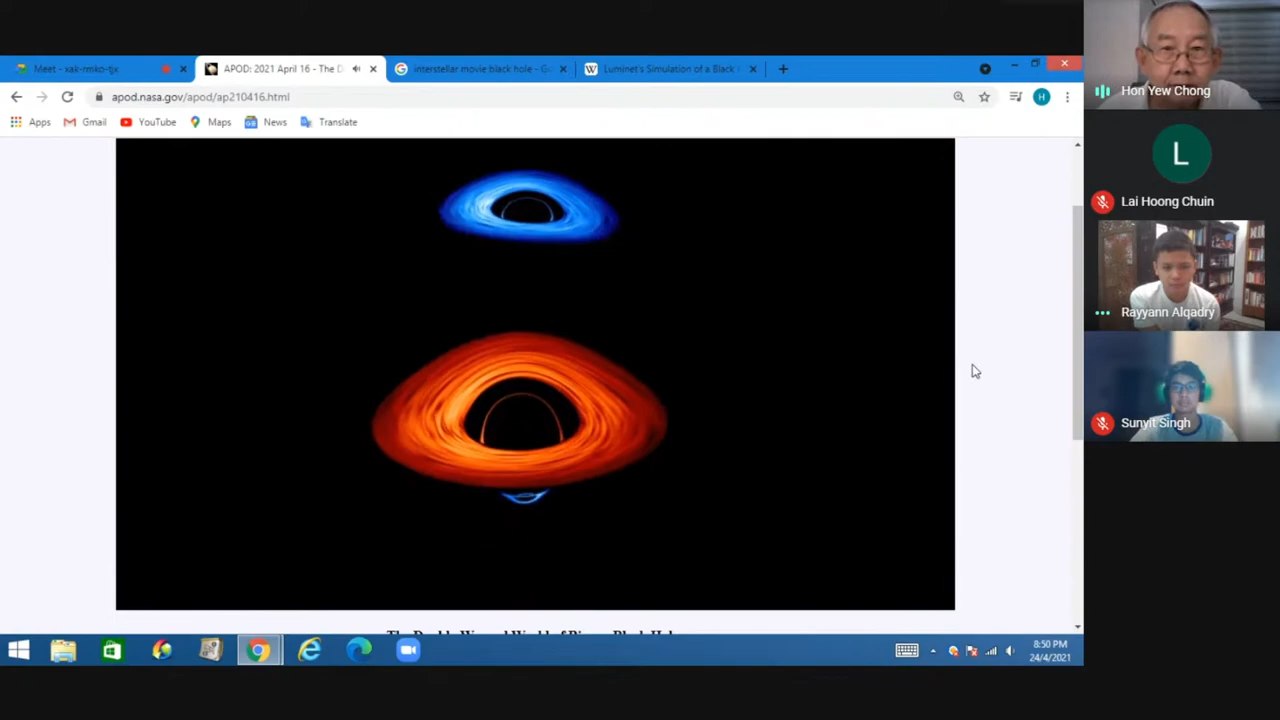 Meet - xak-mko-tjx
APOD: 2021 April 16 - The D
interstellar movie black hole - Go
W Luminet's Simulation of a Black
apod.nasa.gov/apod/ap210416.html
H
Apps Gmail YouTube Maps News Translate
Hon Yew Chong
L
Lai Hoong Chuin
Rayyann Alqadry
Sunyit Singh
8:50 PM
24/4/2021